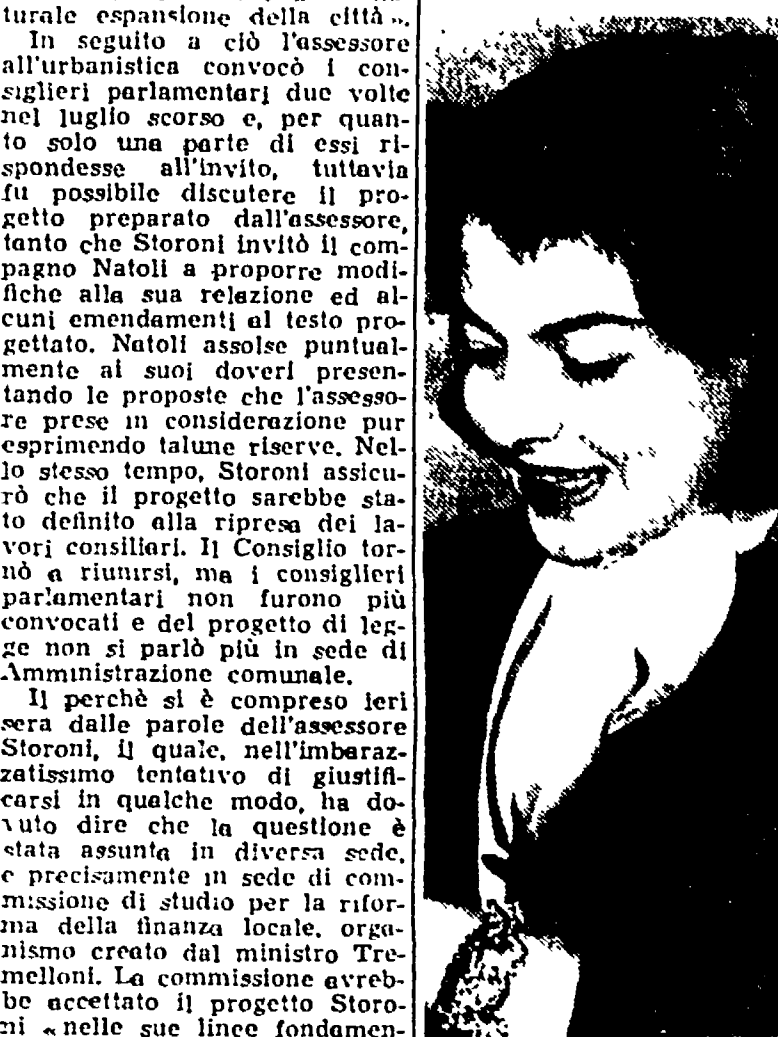 turale espansione della città ».
In seguito a ciò l'assessore
all'urbanistica convocò i con-
siglieri parlamentari due volte
nel luglio scorso e, per quan-
to solo una parte di essi ri-
spondesse all'invito, tuttavia
fu possibile discutere il pro-
getto preparato dall'assessore,
tanto che Storoni invitò il com-
pagno Natoli a proporre modi-
fiche alla sua relazione ed al-
cuni emendamenti al testo pro-
gettato. Natoli assolse puntual-
mente ai suoi doveri presen-
tando le proposte che l'assesso-
re prese in considerazione pur
esprimendo talune riserve. Nel-
lo stesso tempo, Storoni assicu-
rò che il progetto sarebbe sta-
to definito alla ripresa dei la-
vori consiliari. Il Consiglio tor-
nò a riunirsi, ma i consiglieri
parlamentari non furono più
convocati e del progetto di leg-
ge non si parlò più in sede di
Amministrazione comunale.
Il perchè si è compreso ieri
sera dalle parole dell'assessore
Storoni, il quale, nell'imbaraz-
zatissimo tentativo di giustifi-
carsi in qualche modo, ha do-
vuto dire che la questione è
stata assunta in diversa sede,
e precisamente in sede di com-
missione di studio per la rifor-
ma della finanza locale, orga-
nismo creato dal ministro Tre-
melloni. La commissione avreb-
be accettato il progetto Storo-
ni « nelle sue linee fondamen-